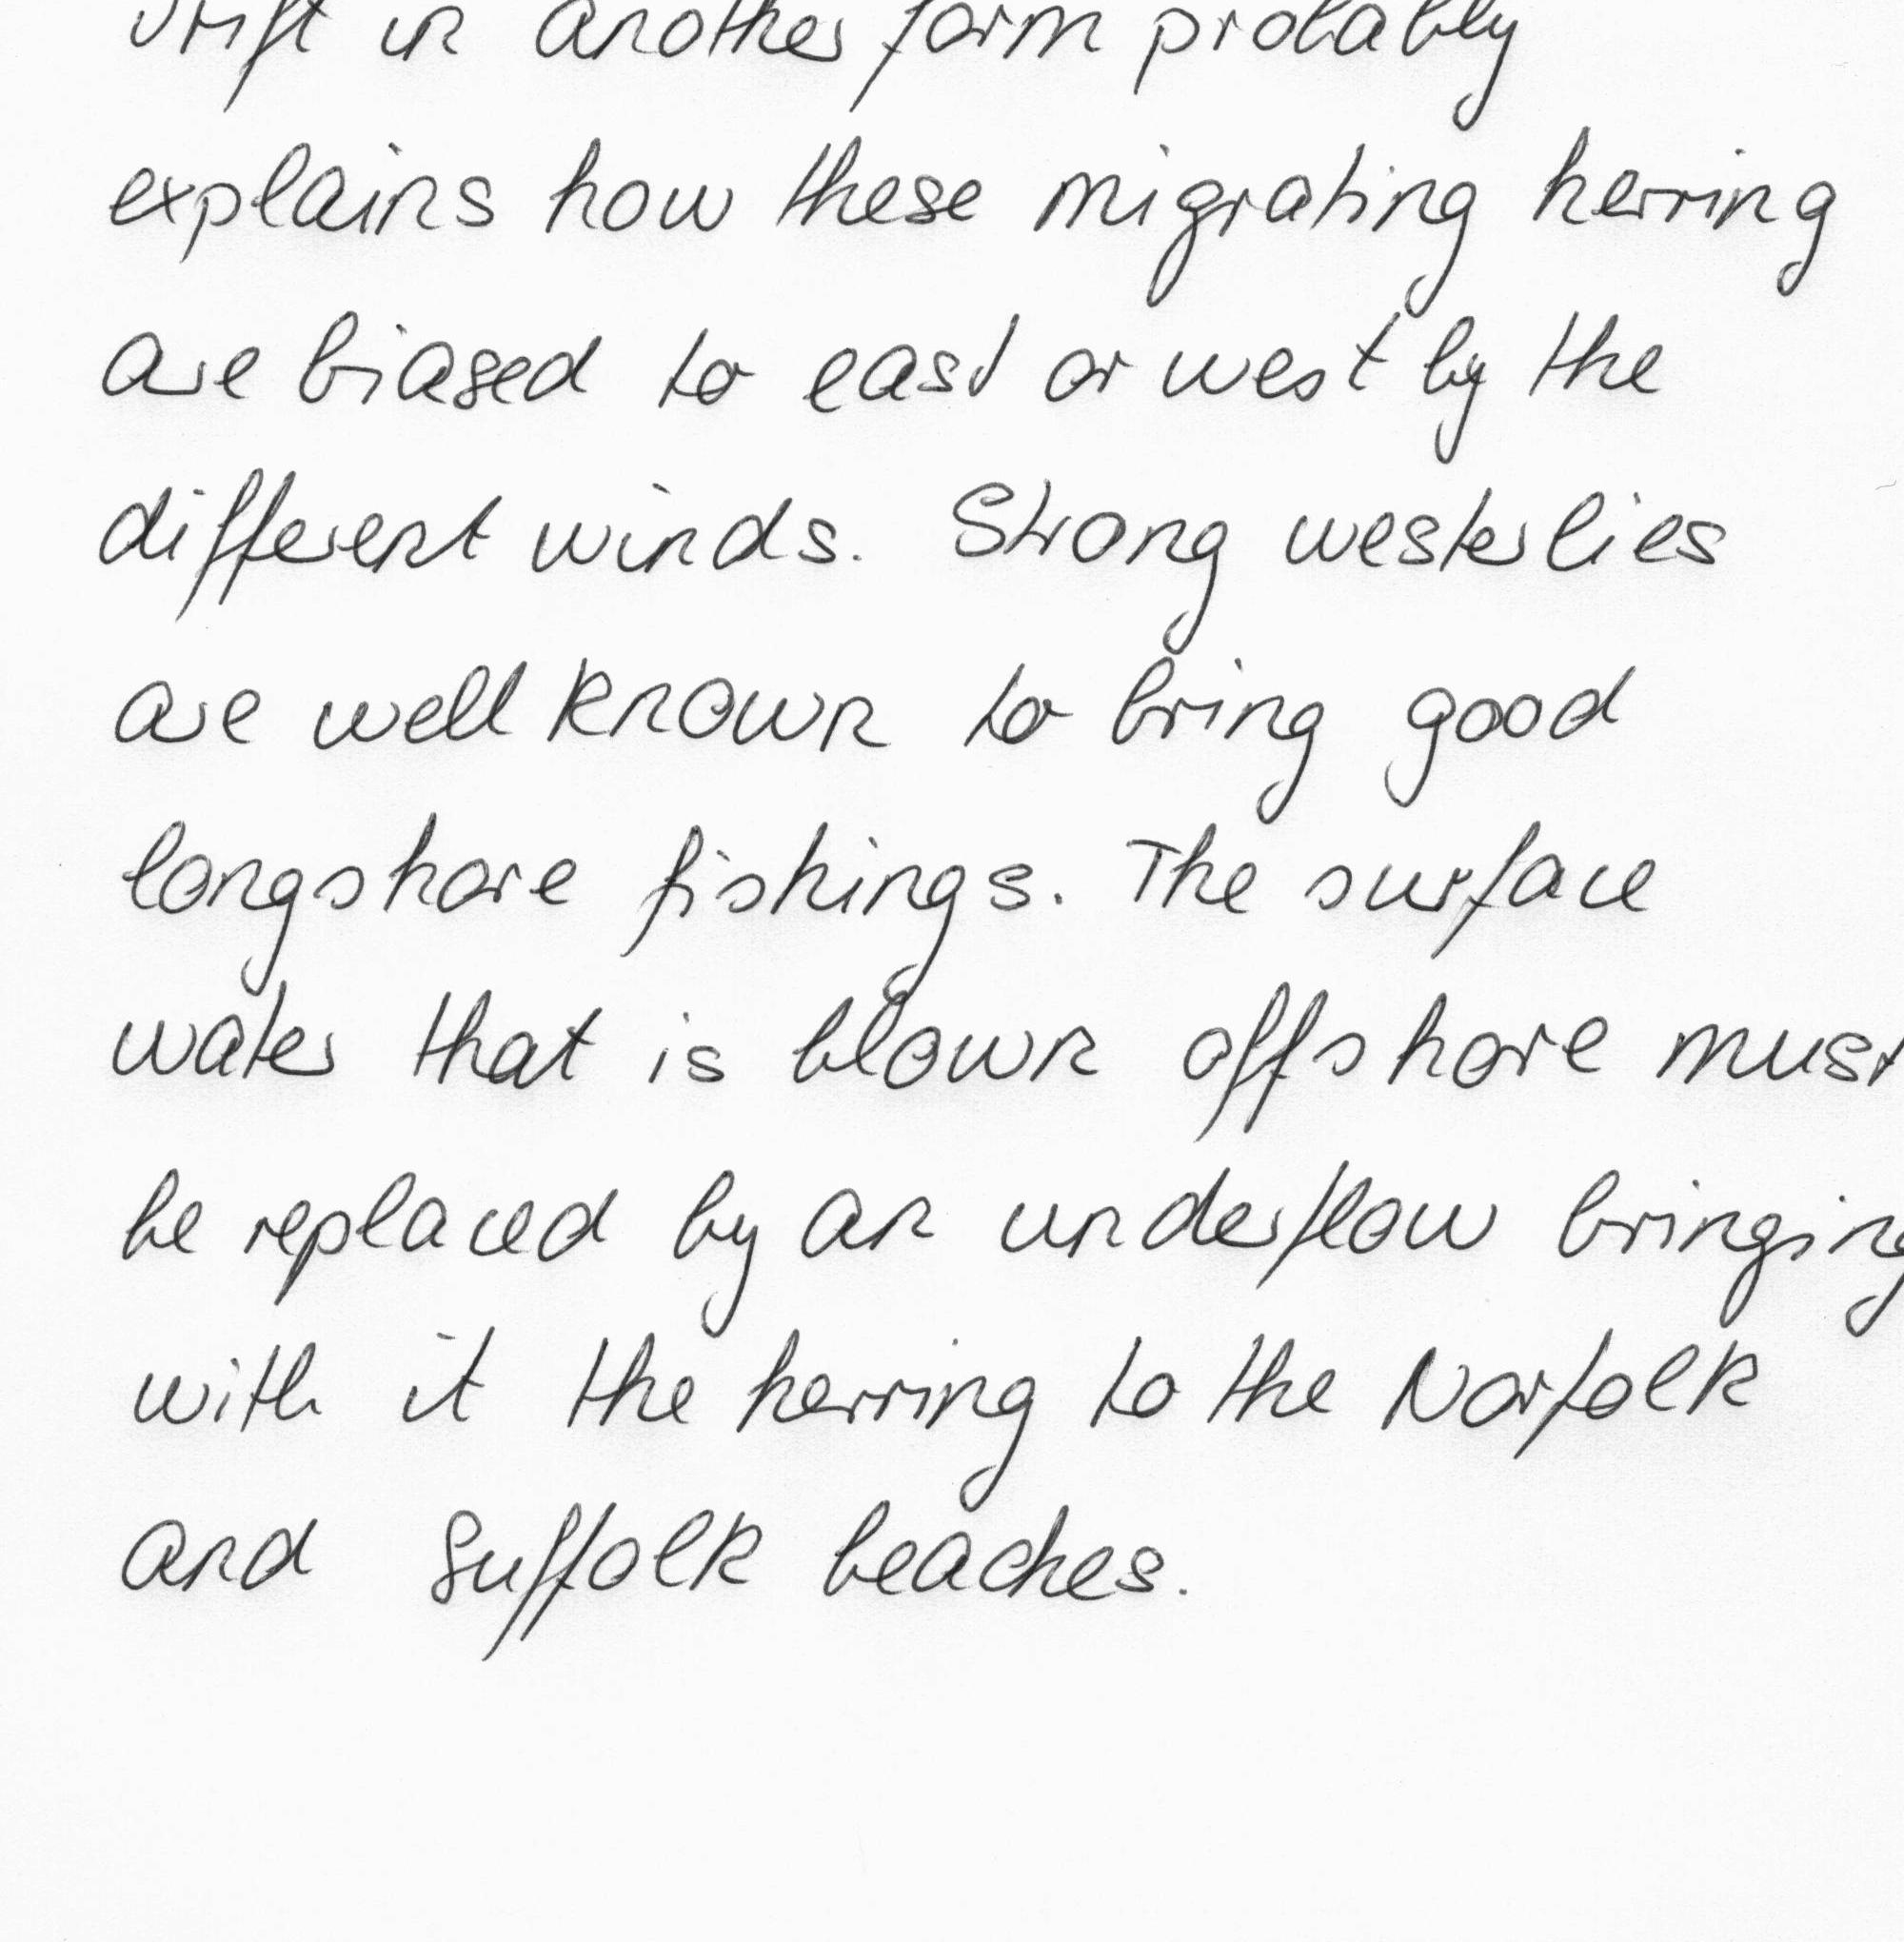 drift in another form probably
explains how these migrating herring
are biased to east or west by the
different winds. Strong westerlies
are well known to bring good
longshore fishings. The surface
water that is blown offshore must
be replaced by an underflow bringing
with it the herring to the Norfolk
and Suffolk beaches.